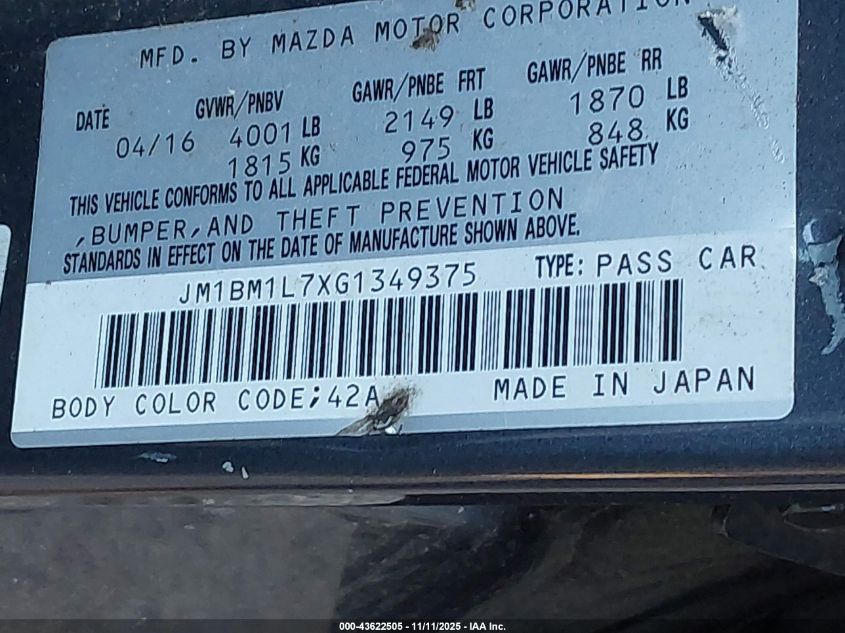 MFD. BY MAZDA MOTOR CORPORATION
DATE GVWR/PNBV GAWR/PNBE FRT GAWR/PNBE RR
04/16 4001 LB 2149 LB 1870 LB
1815 KG 975 KG 848 KG
THIS VEHICLE CONFORMS TO ALL APPLICABLE FEDERAL MOTOR VEHICLE SAFETY
,BUMPER,AND THEFT PREVENTION
STANDARDS IN EFFECT ON THE DATE OF MANUFACTURE SHOWN ABOVE.
JM1BM1L7XG1349375 TYPE: PASS CAR
BODY COLOR CODE;42A MADE IN JAPAN
000-43622505 - 11/11/2025 - IAA Inc.